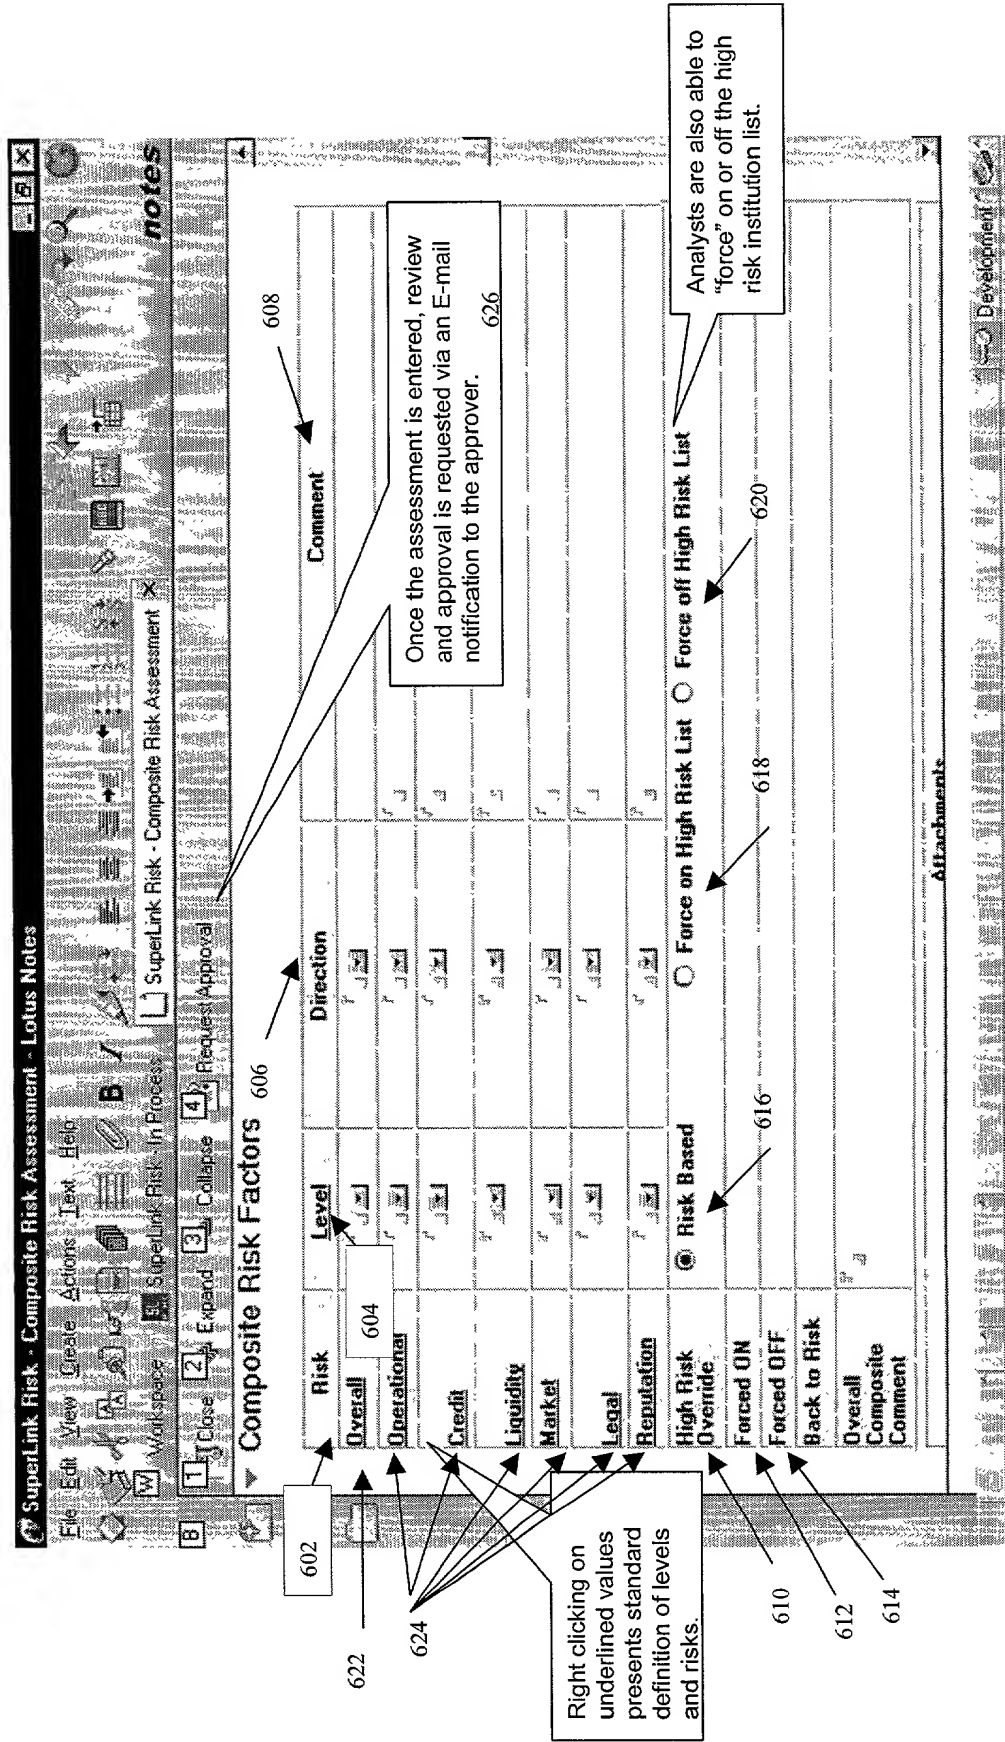 SuperLink Risk - Composite Risk Assessment - Lotus Notes
File Edit View Create Actions Text Help
B I
W Workspace
SuperLink Risk - In Process
SuperLink Risk - Composite Risk Assessment
notes
B 1 Close 2 Expand 3 Collapse 4 Request Approval
Composite Risk Factors
Risk Level Direction Comment
Overall
Operational
Credit
Liquidity
Market
Legal
Reputation
High Risk
Override
Risk Based Force on High Risk List Force off High Risk List
Forced ON
Forced OFF
Back to Risk
Overall
Composite
Comment
Attachments
Development
Once the assessment is entered, review
and approval is requested via an E-mail
notification to the approver.
626
Analysts are also able to
“force” on or off the high
risk institution list.
Right clicking on
underlined values
presents standard
definition of levels
and risks.
602
604
606
608
610
612
614
616
618
620
622
624